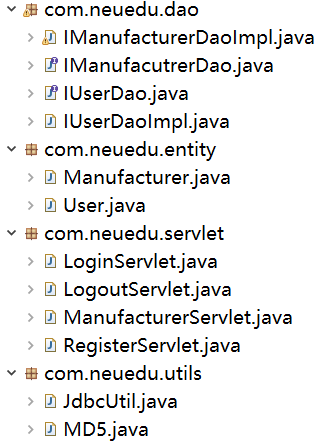 com.neuedu.dao
IManufacturerDaoImpl.java
IManufacutrerDao.java
IUserDao.java
IUserDaoImpl.java
com.neuedu.entity
Manufacturer.java
User.java
com.neuedu.servlet
LoginServlet.java
LogoutServlet.java
ManufacturerServlet.java
RegisterServlet.java
com.neuedu.utils
JdbcUtil.java
MD5.java